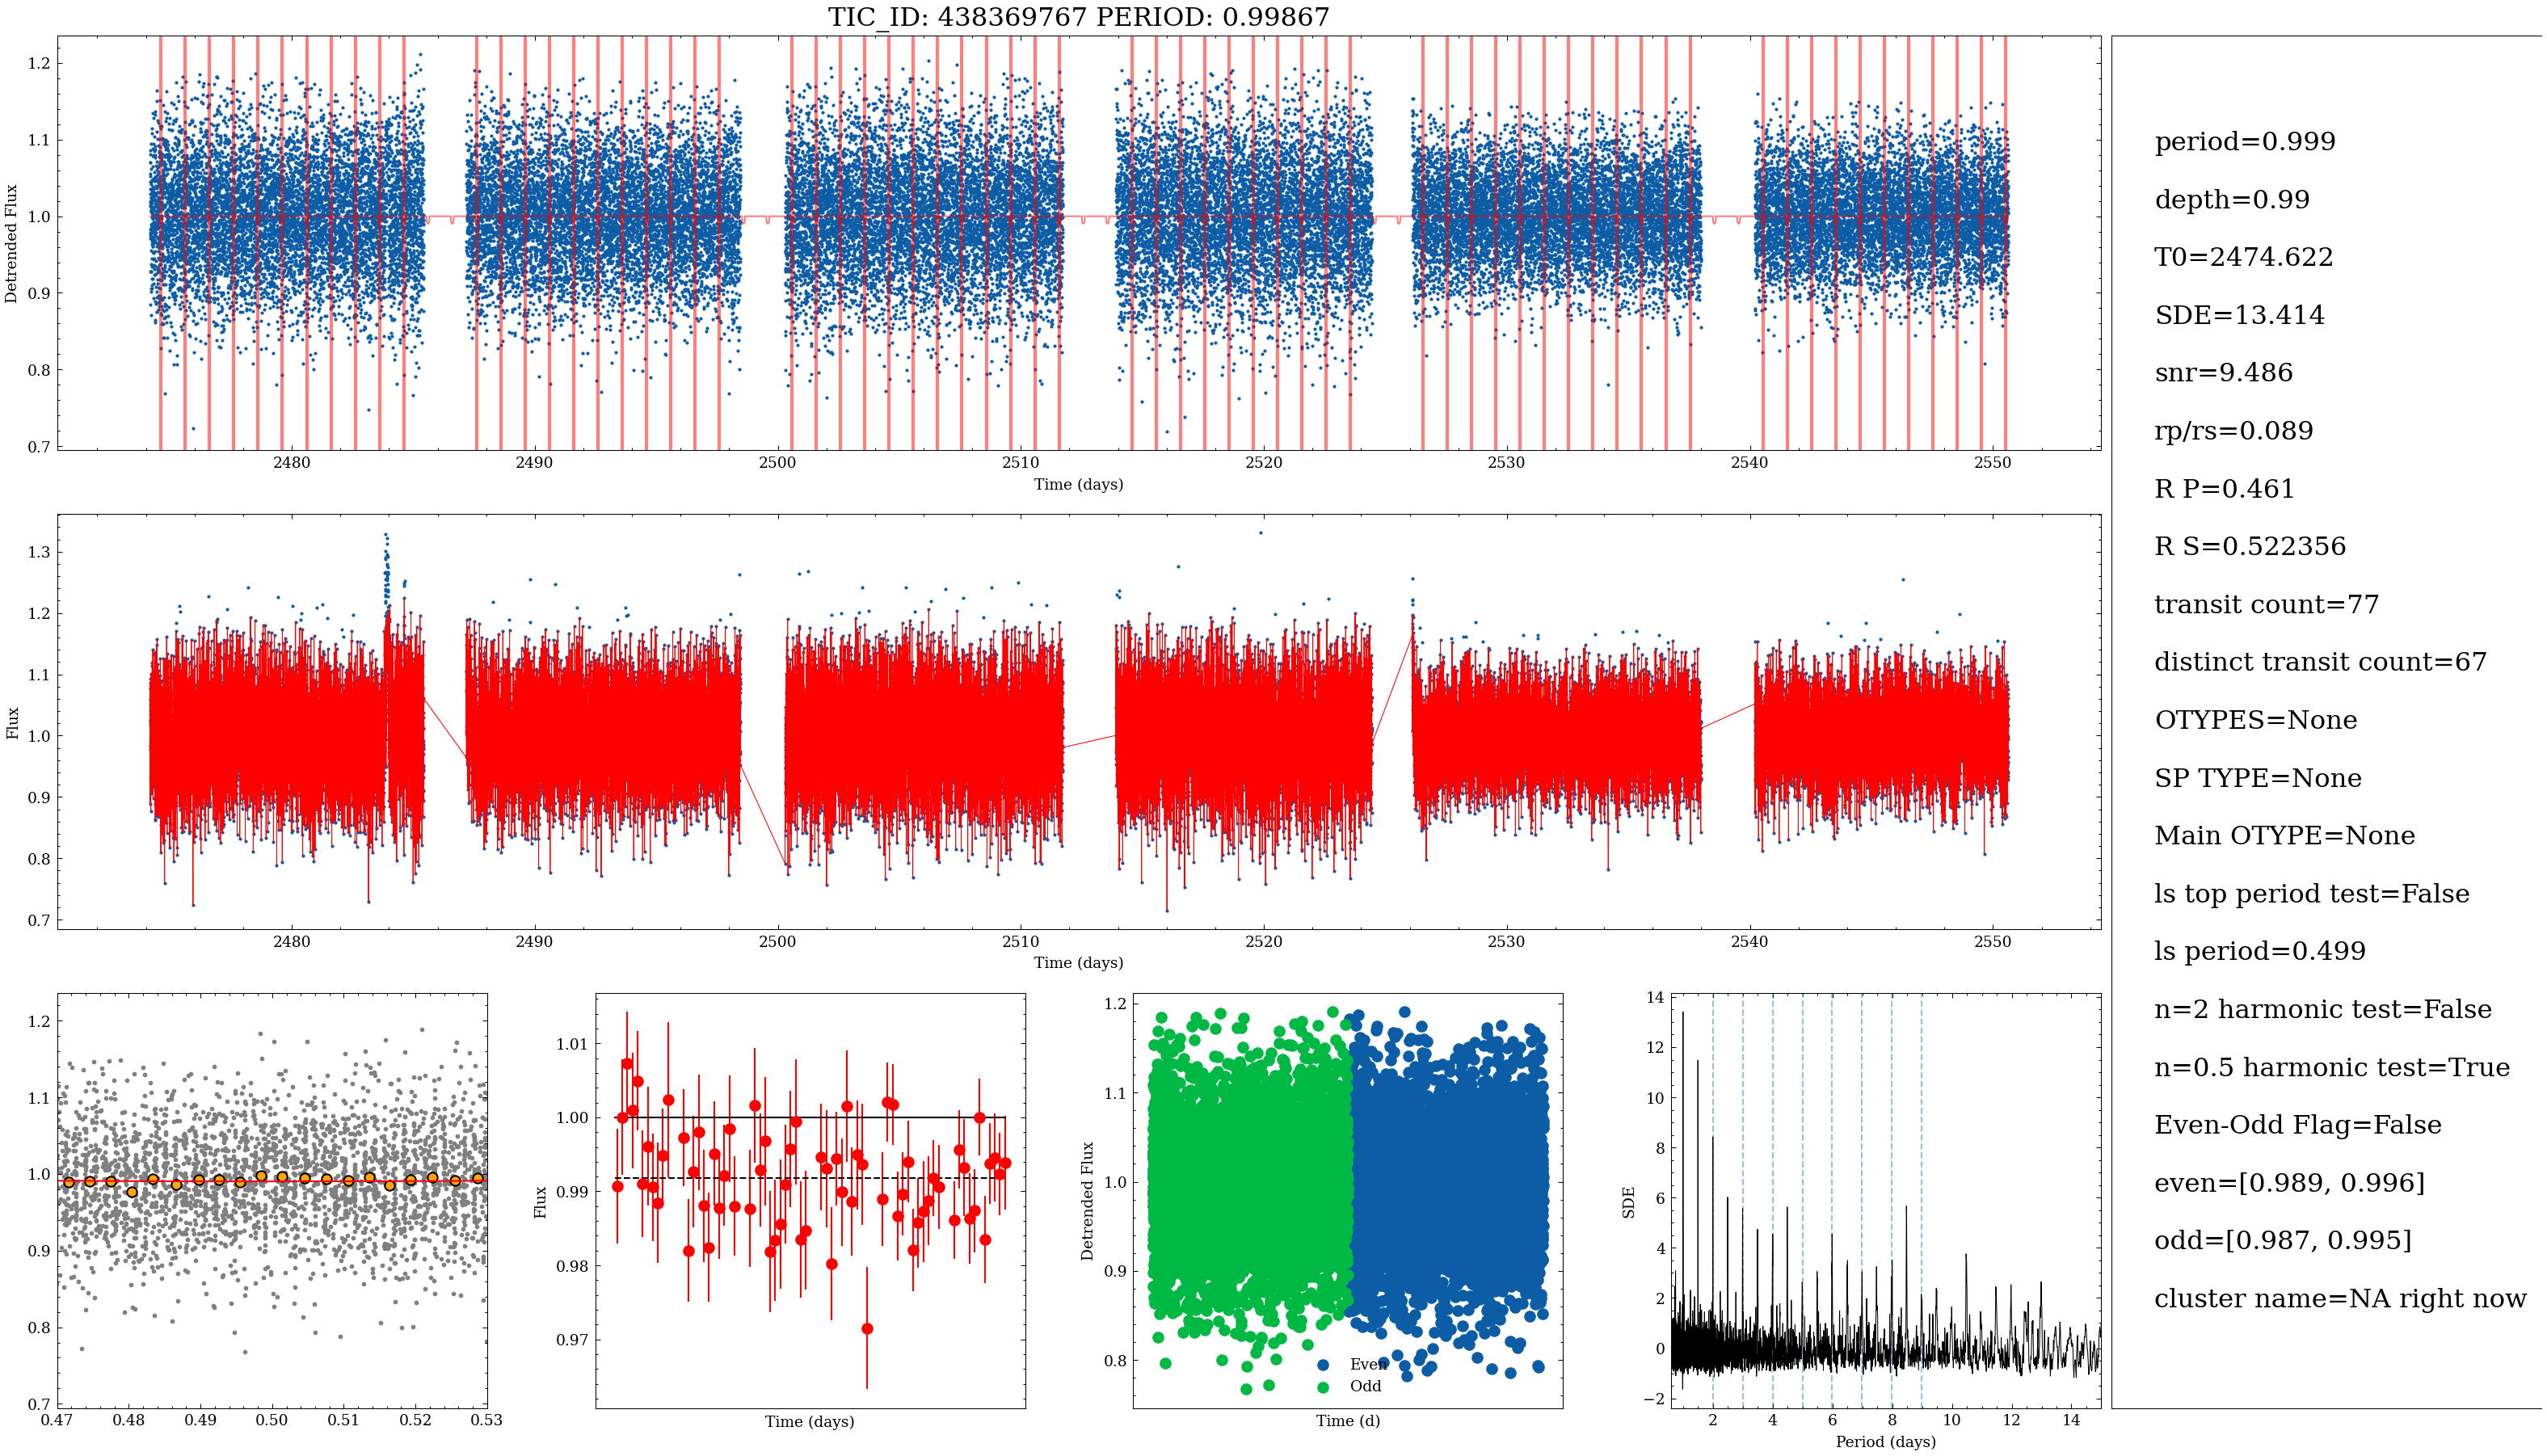 TIC_ID: 438369767 PERIOD: 0.99867
1.2
1.1
1.0
0.9
0.8
0.7
Detrended Flux
2480
2490
2500
2510
2520
2530
2540
2550
Time (days)
1.3
1.2
1.1
1.0
0.9
0.8
0.7
Flux
2480
2490
2500
2510
2520
2530
2540
2550
Time (days)
1.2
1.1
1.0
0.9
0.8
0.7
0.47
0.48
0.49
0.50
0.51
0.52
0.53
1.01
1.00
0.99
0.98
0.97
Flux
Time (days)
1.2
1.1
1.0
0.9
0.8
Detrended Flux
Even
Odd
Time (d)
14
12
10
8
6
4
2
0
−2
SDE
2
4
6
8
10
12
14
Period (days)
period=0.999
depth=0.99
T0=2474.622
SDE=13.414
snr=9.486
rp/rs=0.089
R P=0.461
R S=0.522356
transit count=77
distinct transit count=67
OTYPES=None
SP TYPE=None
Main OTYPE=None
ls top period test=False
ls period=0.499
n=2 harmonic test=False
n=0.5 harmonic test=True
Even-Odd Flag=False
even=[0.989, 0.996]
odd=[0.987, 0.995]
cluster name=NA right now